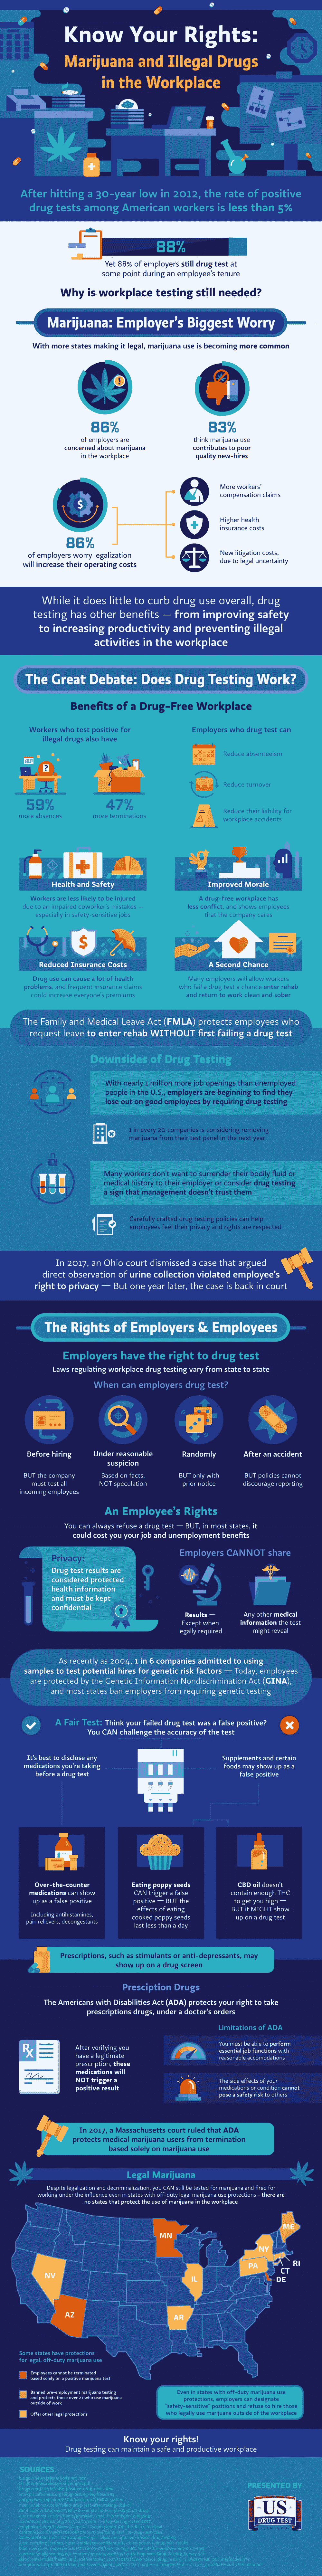 Know Your Rights:
Marijuana and Illegal Drugs
in the Workplace
After hitting a 30-year low in 2012, the rate of positive
drug tests among American workers is less than 5%
88%
Yet 88% of employers still drug test at
some point during an employee's tenure
Why is workplace testing still needed?
Marijuana: Employer's Biggest Worry
With more states making it legal, marijuana use is becoming more common
86%
of employers are
concerned about marijuana
in the workplace
83%
think marijuana use
contributes to poor
quality new-hires
86%
of employers worry legalization
will increase their operating costs
More workers'
compensation claims
Higher health
insurance costs
New litigation costs,
due to legal uncertainty
While it does little to curb drug use overall, drug
testing has other benefits — from improving safety
to increasing productivity and preventing illegal
activities in the workplace
The Great Debate: Does Drug Testing Work?
Benefits of a Drug-Free Workplace
Workers who test positive for
illegal drugs also have
59%
more absences
47%
more terminations
Employers who drug test can
Reduce absenteeism
Reduce turnover
Reduce their liability for
workplace accidents
Health and Safety
Workers are less likely to be injured
due to an impaired coworker's mistakes —
especially in safety-sensitive jobs
Improved Morale
A drug-free workplace has
less conflict, and shows employees
that the company cares
Reduced Insurance Costs
Drug use can cause a lot of health
problems, and frequent insurance claims
could increase everyone's premiums
A Second Chance
Many employers will allow workers
who fail a drug test a chance enter rehab
and return to work clean and sober
The Family and Medical Leave Act (FMLA) protects employees who
request leave to enter rehab WITHOUT first failing a drug test
Downsides of Drug Testing
With nearly 1 million more job openings than unemployed
people in the U.S., employers are beginning to find they
lose out on good employees by requiring drug testing
1 in every 20 companies is considering removing
marijuana from their test panel in the next year
Many workers don't want to surrender their bodily fluid or
medical history to their employer or consider drug testing
a sign that management doesn't trust them
Carefully crafted drug testing policies can help
employees feel their privacy and rights are respected
In 2017, an Ohio court dismissed a case that argued
direct observation of urine collection violated employee's
right to privacy — But one year later, the case is back in court
The Rights of Employers & Employees
Employers have the right to drug test
Laws regulating workplace drug testing vary from state to state
When can employers drug test?
Before hiring
BUT the company
must test all
incoming employees
Under reasonable
suspicion
Based on facts,
NOT speculation
Randomly
BUT only with
prior notice
After an accident
BUT policies cannot
discourage reporting
An Employee's Rights
You can always refuse a drug test — BUT, in most states, it
could cost you your job and unemployment benefits
Privacy:
Drug test results are
considered protected
health information
and must be kept
confidential
Employers CANNOT share
Results —
Except when
legally required
Any other medical
information the test
might reveal
As recently as 2004, 1 in 6 companies admitted to using
samples to test potential hires for genetic risk factors — Today, employees
are protected by the Genetic Information Nondiscrimination Act (GINA),
and most states ban employers from requiring genetic testing
A Fair Test: Think your failed drug test was a false positive?
You CAN challenge the accuracy of the test
It's best to disclose any
medications you're taking
before a drug test
Supplements and certain
foods may show up as a
false positive
Over-the-counter
medications can show
up as a false positive
Including antihistamines,
pain relievers, decongestants
Eating poppy seeds
CAN trigger a false
positive — BUT the
effects of eating
cooked poppy seeds
last less than a day
CBD oil doesn't
contain enough THC
to get you high —
BUT it MIGHT show
up on a drug test
Prescriptions, such as stimulants or anti-depressants, may
show up on a drug screen
Presciption Drugs
The Americans with Disabilities Act (ADA) protects your right to take
prescriptions drugs, under a doctor's orders
Rx
After verifying you
have a legitimate
prescription, these
medications will
NOT trigger a
positive result
Limitations of ADA
You must be able to perform
essential job functions with
reasonable accomodations
The side effects of your
medications or condition cannot
pose a safety risk to others
In 2017, a Massachusetts court ruled that ADA
protects medical marijuana users from termination
based solely on marijuana use
Legal Marijuana
Despite legalization and decriminalization, you CAN still be tested for marijuana and fired for
working under the influence even in states with off-duty legal marijuana use protections - there are
no states that protect the use of marijuana in the workplace
ME
MN
NY
RI
CT
PA
DE
NV
IL
AZ
AR
Some states have protections
for legal, off-duty marijuana use
Employees cannot be terminated
based solely on a positive marijuana test
Banned pre-employment marijuana testing
and protects those over 21 who use marijuana
outside of work
Offer other legal protections
Even in states with off-duty marijuana use
protections, employers can designate
"safety-sensitive" positions and refuse to hire those
who legally use marijuana outside of the workplace
Know your rights!
Drug testing can maintain a safe and productive workplace
SOURCES
PRESENTED BY
US
DRUG TEST